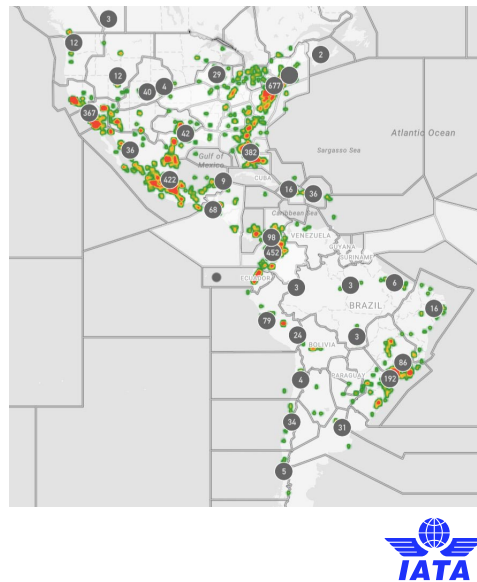 3
12
2
29
12
4
40
677
367
42
36
382
Atlantic Ocean
Gulf of
Mexico
Sargasso Sea
422
9
CUBA
16
36
68
Caribbean Sea
98
VENEZUELA
452
GUYANA
SURINAME
ECUADOR
3
3
6
BRAZIL
16
79
24
3
BOLIVIA
86
PARAGUAY
4
192
34
31
5
IATA